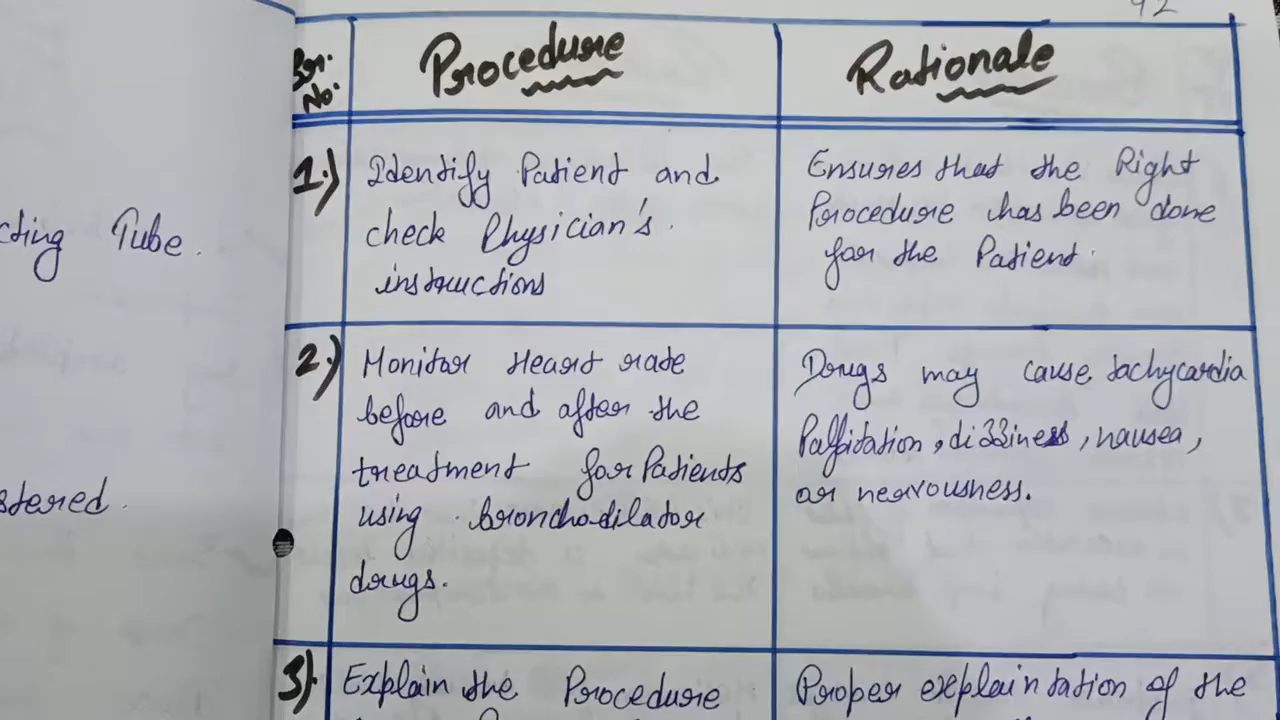 92
cting Tube.
stered.
Sr. No:
Procedure
Rationale
1.)
Identify Patient and
check Physician's.
instructions
Ensures that the Right
Procedure has been done
for the Patient.
2.)
Monitor Heart rate
before and after the
treatment for Patients
using bronchodilator
drugs.
Drugs may cause tachycardia
Palpitation, dizziness, nausea,
or nervousness.
3).
Explain the Procedure
Proper explaintation of the